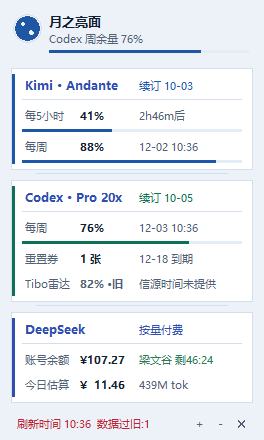 月之亮面
Codex 周余量 76%
Kimi · Andante 续订 10-03
每5小时 41% 2h46m后
每周 88% 12-02 10:36
Codex · Pro 20x 续订 10-05
每周 76% 12-03 10:36
重置券 1 张 12-18 到期
Tibo雷达 82% ·旧 信源时间未提供
DeepSeek 按量付费
账号余额 ¥107.27 梁文谷 剩46:24
今日估算 ¥ 11.46 439M tok
刷新时间 10:36 数据过旧:1 + - ×